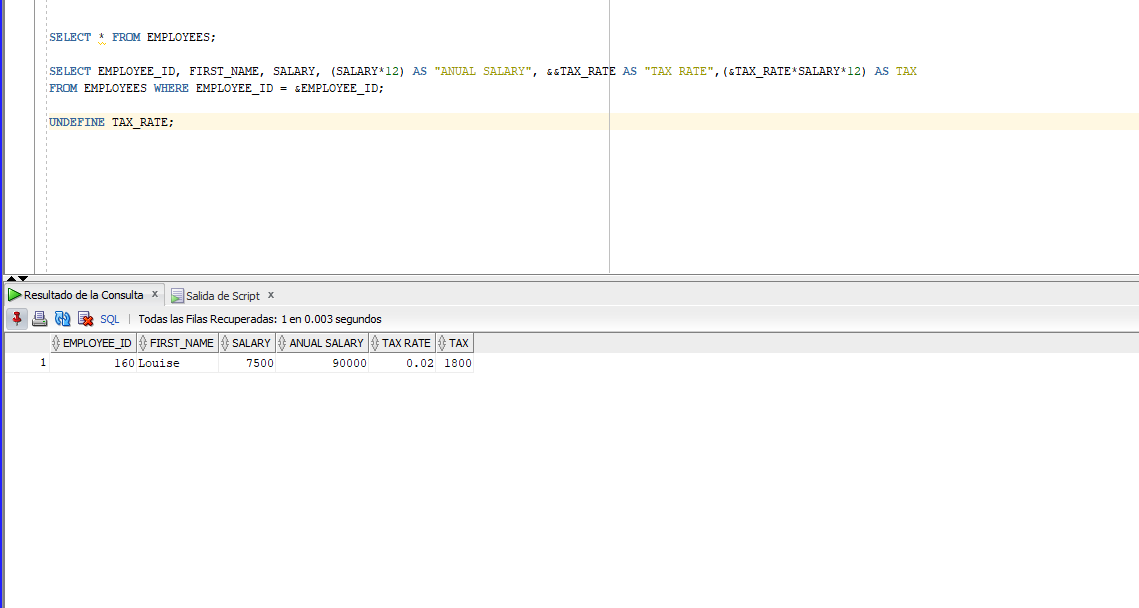 SELECT * FROM EMPLOYEES;
SELECT EMPLOYEE_ID, FIRST_NAME, SALARY, (SALARY*12) AS "ANUAL SALARY", &&TAX_RATE AS "TAX RATE",(&TAX_RATE*SALARY*12) AS TAX
FROM EMPLOYEES WHERE EMPLOYEE_ID = &EMPLOYEE_ID;
UNDEFINE TAX_RATE;
Resultado de la Consulta x Salida de Script x
SQL | Todas las Filas Recuperadas: 1 en 0.003 segundos
EMPLOYEE_ID FIRST_NAME SALARY ANUAL SALARY TAX RATE TAX
1 160 Louise 7500 90000 0.02 1800